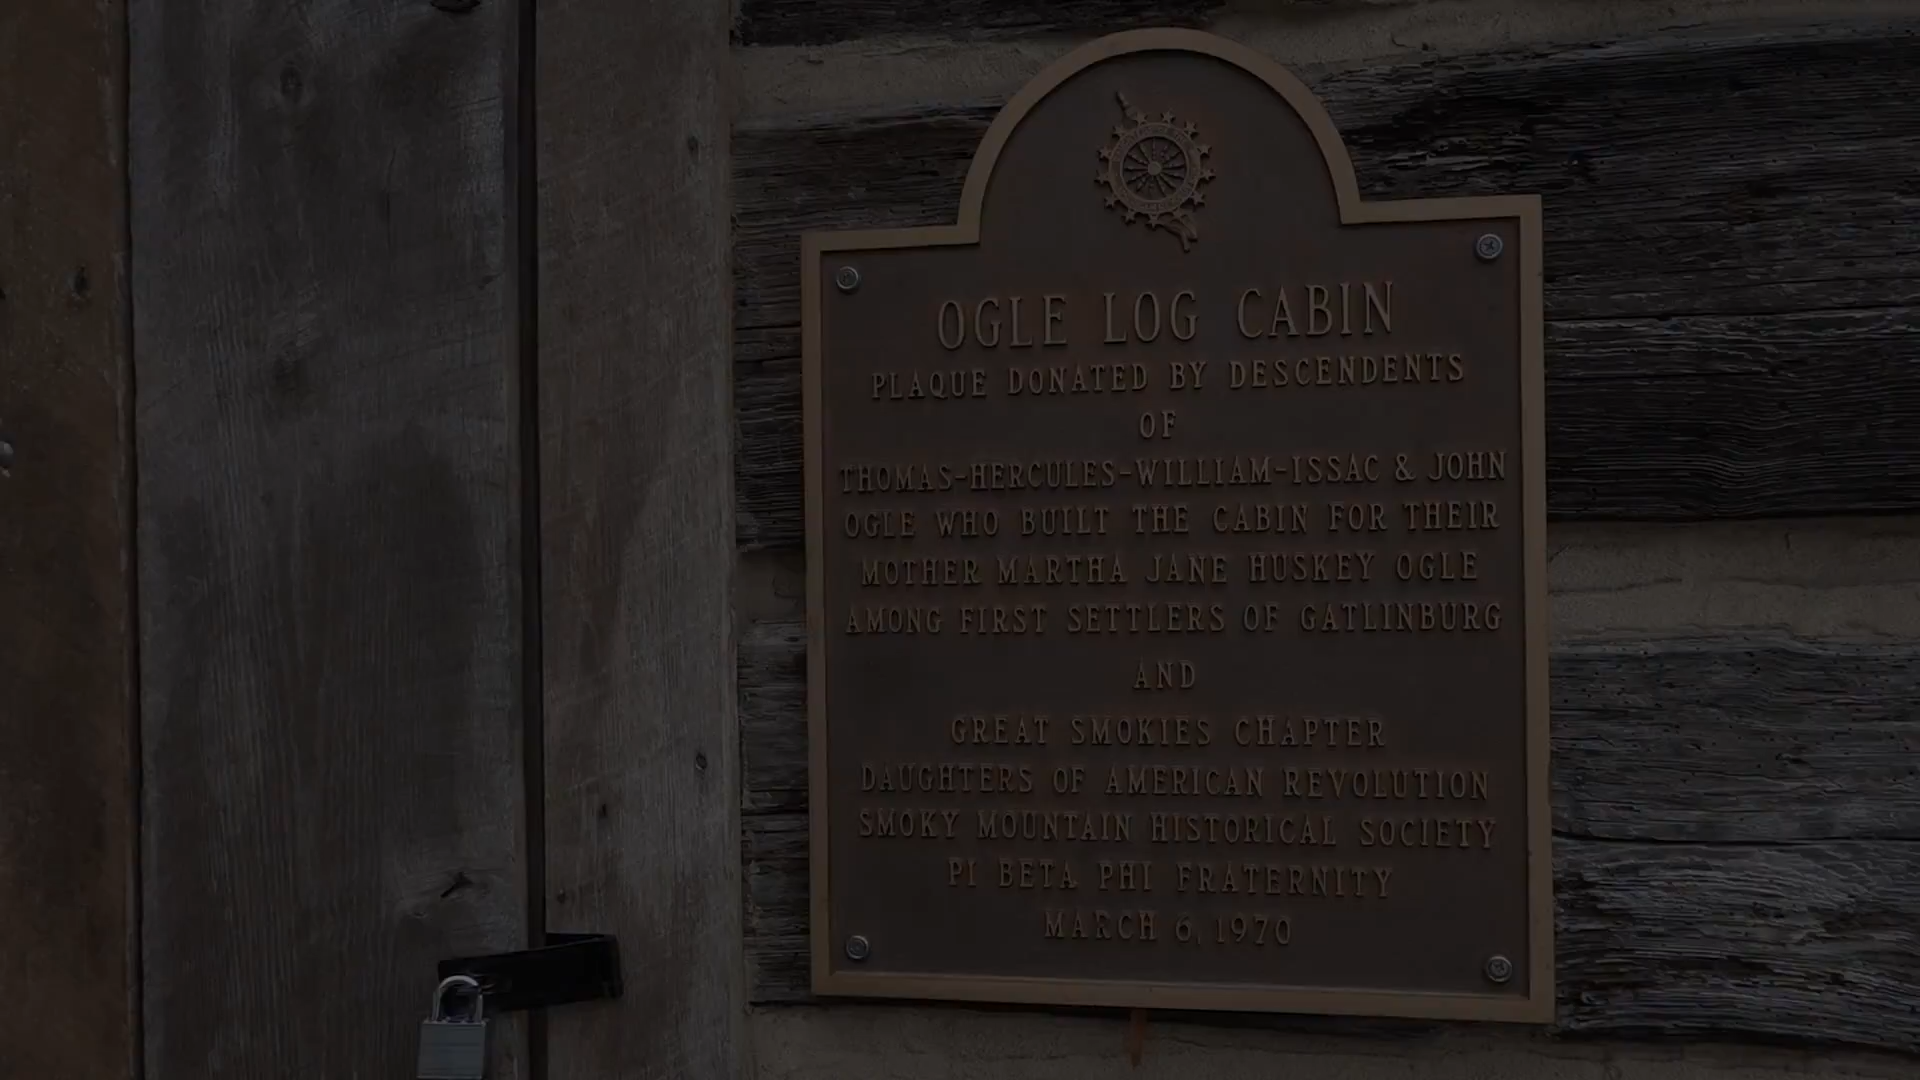 OGLE LOG CABIN
PLAQUE DONATED BY DESCENDENTS
OF
THOMAS-HERCULES-WILLIAM-ISSAC & JOHN
OGLE WHO BUILT THE CABIN FOR THEIR
MOTHER MARTHA JANE HUSKEY OGLE
AMONG FIRST SETTLERS OF GATLINBURG
AND
GREAT SMOKIES CHAPTER
DAUGHTERS OF AMERICAN REVOLUTION
SMOKY MOUNTAIN HISTORICAL SOCIETY
PI BETA PHI FRATERNITY
MARCH 6, 1970